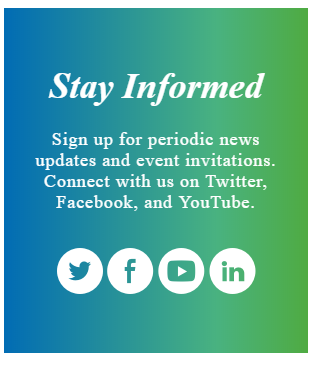 Stay Informed
Sign up for periodic news
updates and event invitations.
Connect with us on Twitter,
Facebook, and YouTube.
f
in